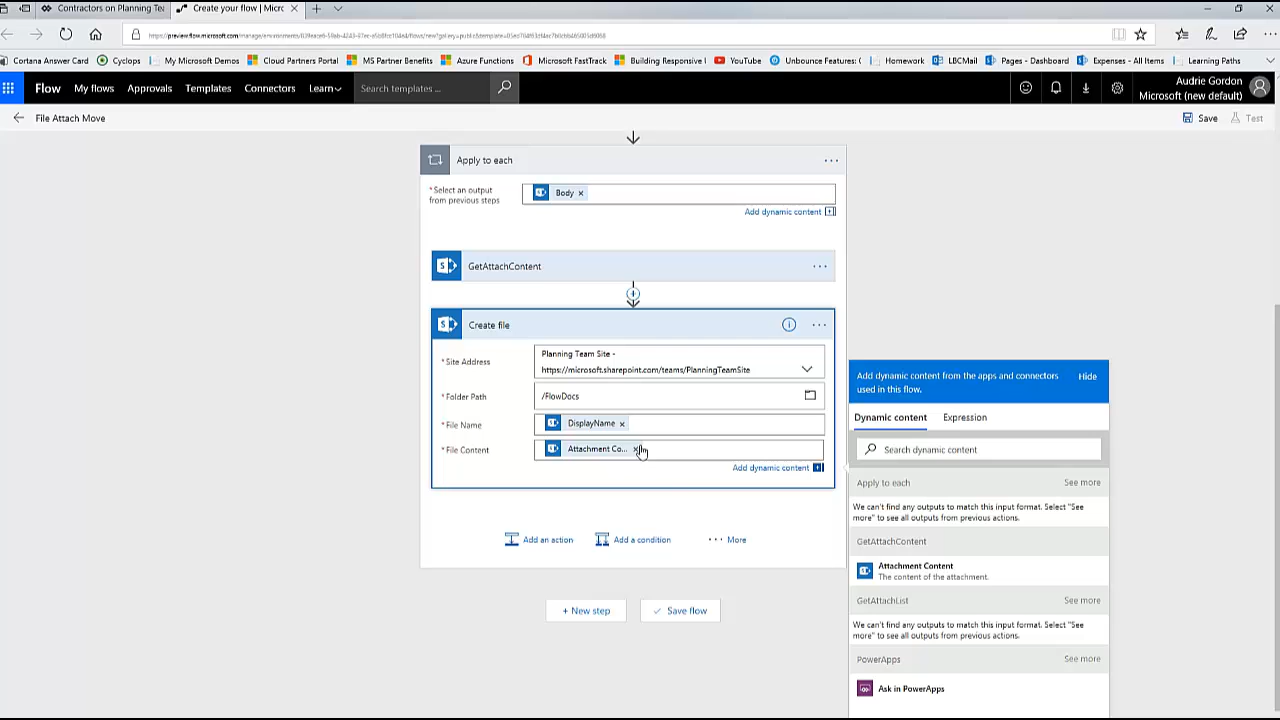 Contractors on Planning Te
Create your flow | Micr
Cortana Answer Card
Cyclops
My Microsoft Demos
Cloud Partners Portal
MS Partner Benefits
Azure Functions
Microsoft FastTrack
Building Responsive
YouTube
Unbounce Features:
Homework
LBCMail
Pages - Dashboard
Expenses - All Items
Learning Paths
Flow
My flows
Approvals
Templates
Connectors
Learn
Search templates ...
Audrie Gordon
Microsoft (new default)
File Attach Move
Save
Test
Apply to each
...
*Select an output
from previous steps
Body ×
Add dynamic content
GetAttachContent
...
Create file
...
* Site Address
Planning Team Site -
https://microsoft.sharepoint.com/teams/PlanningTeamSite
* Folder Path
/FlowDocs
* File Name
DisplayName ×
* File Content
Attachment Co... ×
Add dynamic content
Add an action
Add a condition
... More
+ New step
Save flow
Add dynamic content from the apps and connectors
used in this flow.
Hide
Dynamic content
Expression
Search dynamic content
Apply to each
See more
We can't find any outputs to match this input format. Select "See
more" to see all outputs from previous actions.
GetAttachContent
Attachment Content
The content of the attachment.
GetAttachList
See more
We can't find any outputs to match this input format. Select "See
more" to see all outputs from previous actions.
PowerApps
See more
Ask in PowerApps